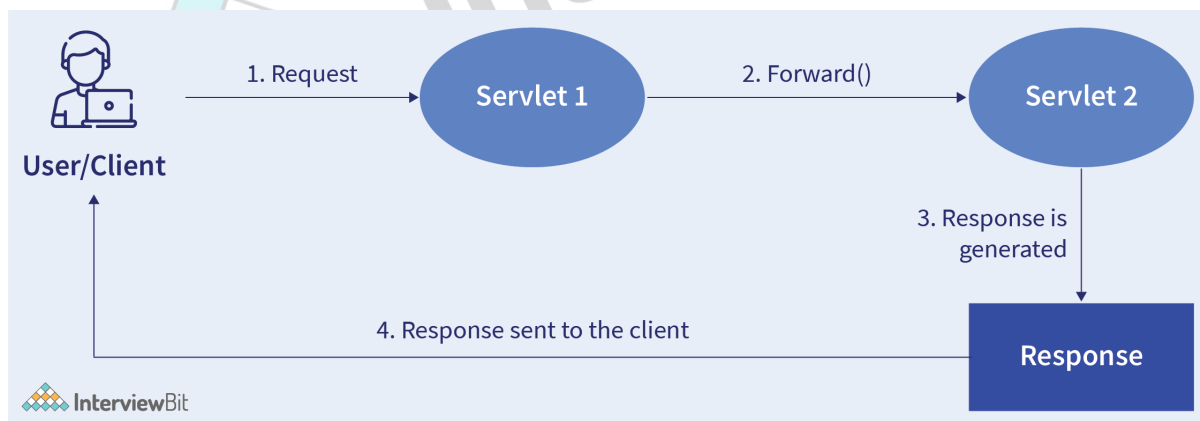 1. Request
Servlet 1
2. Forward()
Servlet 2
User/Client
3. Response is
generated
4. Response sent to the client
Response
InterviewBit